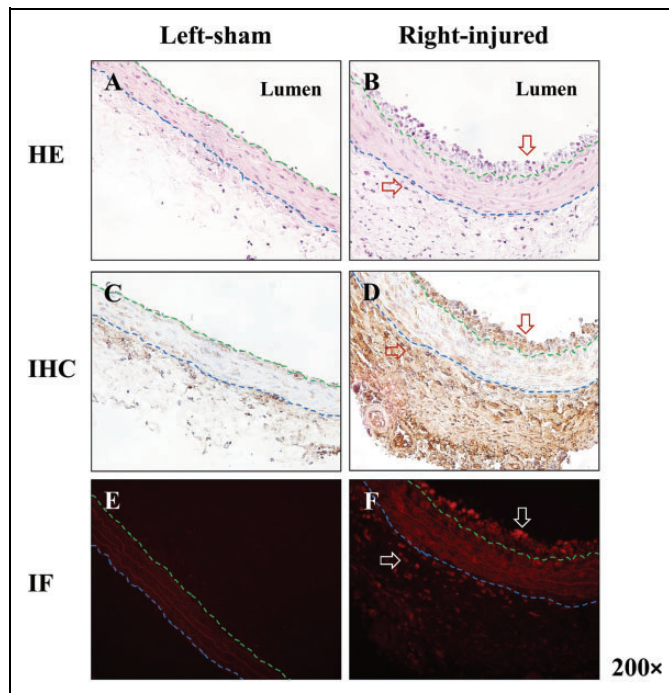 Left-sham Right-injured
HE
A Lumen
B Lumen
IHC
C
D
IF
E
F
200×